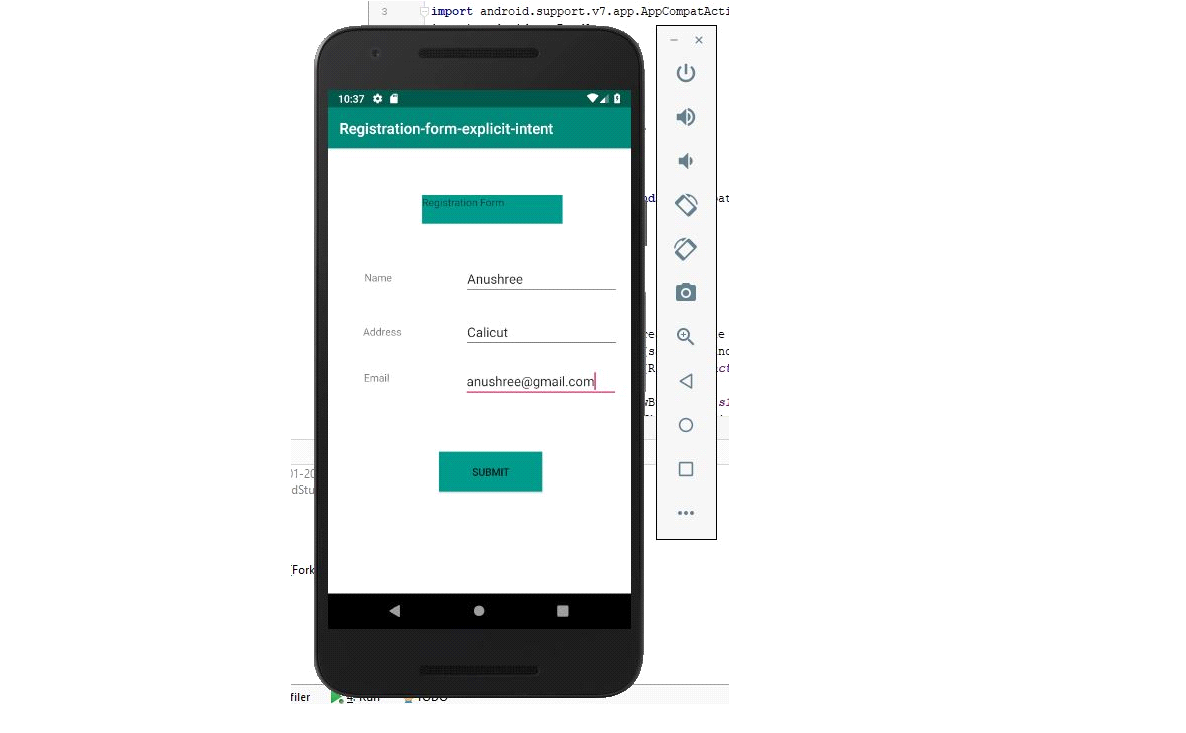 3 import android.support.v7.app.AppCompatActi
10:37
Registration-form-explicit-intent
Registration Form
Name Anushree
Address Calicut
Email anushree@gmail.com
SUBMIT
01-20
dStu
(Fork
filer 4: Run TODO